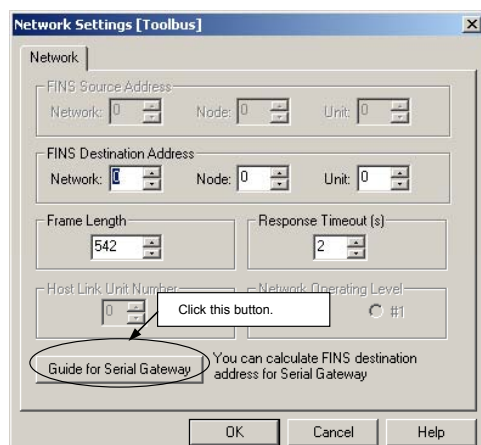 Network Settings [Toolbus]
Network
FINS Source Address
Network: 0 Node: 0 Unit: 0
FINS Destination Address
Network: 0 Node: 0 Unit: 0
Frame Length Response Timeout (s)
542 2
Host Link Unit Number Network Operating Level
0 #1
Click this button.
Guide for Serial Gateway You can calculate FINS destination
address for Serial Gateway
OK Cancel Help